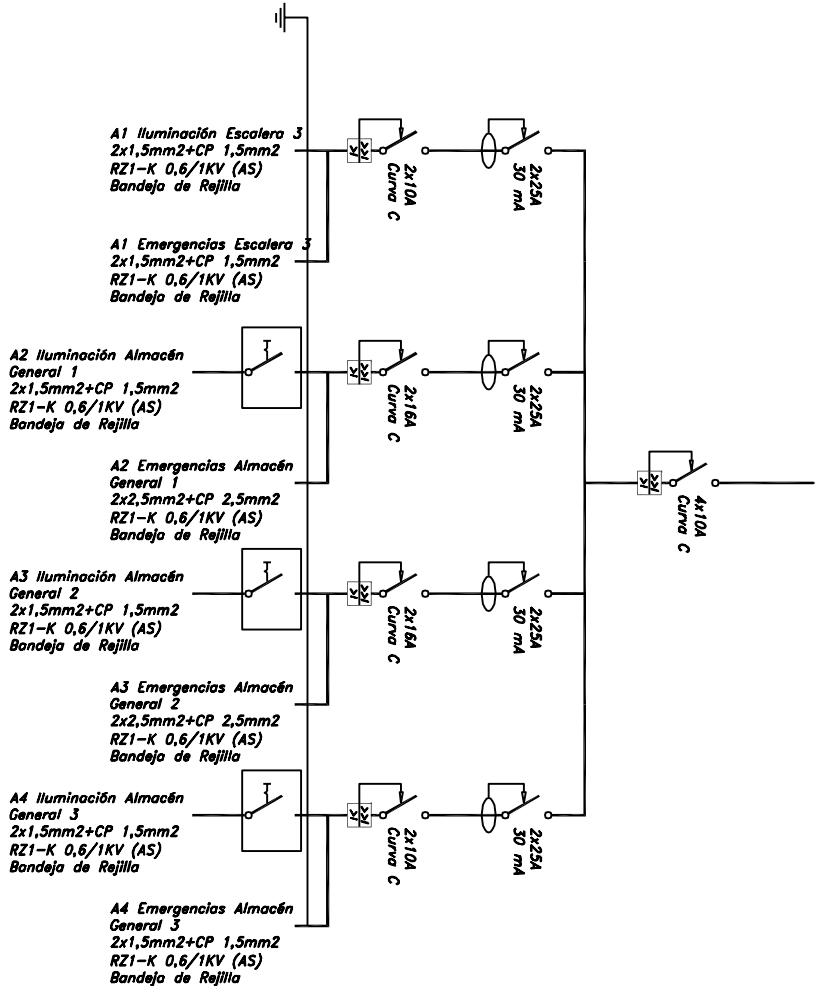 A1 Iluminación Escalera 3
2x1,5mm2+CP 1,5mm2
RZ1-K 0,6/1KV (AS)
Bandeja de Rejilla
2x10A
Curva C
2x25A
30 mA
A1 Emergencias Escalera 3
2x1,5mm2+CP 1,5mm2
RZ1-K 0,6/1KV (AS)
Bandeja de Rejilla
A2 Iluminación Almacén
General 1
2x1,5mm2+CP 1,5mm2
RZ1-K 0,6/1KV (AS)
Bandeja de Rejilla
2x16A
Curva C
2x25A
30 mA
A2 Emergencias Almacén
General 1
2x2,5mm2+CP 2,5mm2
RZ1-K 0,6/1KV (AS)
Bandeja de Rejilla
4x10A
Curva C
A3 Iluminación Almacén
General 2
2x1,5mm2+CP 1,5mm2
RZ1-K 0,6/1KV (AS)
Bandeja de Rejilla
2x16A
Curva C
2x25A
30 mA
A3 Emergencias Almacén
General 2
2x2,5mm2+CP 2,5mm2
RZ1-K 0,6/1KV (AS)
Bandeja de Rejilla
A4 Iluminación Almacén
General 3
2x1,5mm2+CP 1,5mm2
RZ1-K 0,6/1KV (AS)
Bandeja de Rejilla
2x10A
Curva C
2x25A
30 mA
A4 Emergencias Almacén
General 3
2x1,5mm2+CP 1,5mm2
RZ1-K 0,6/1KV (AS)
Bandeja de Rejilla